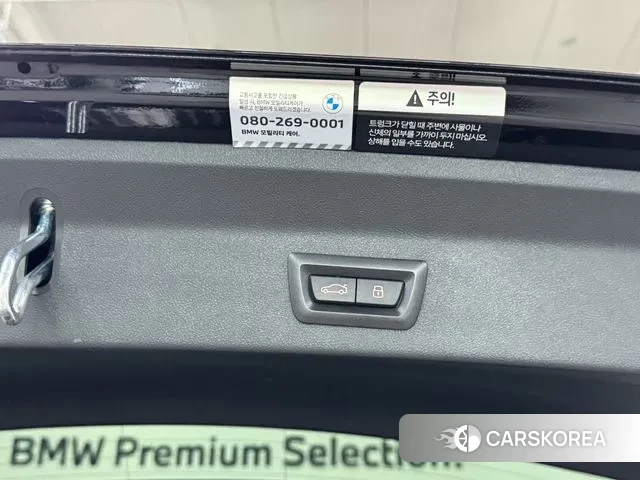 교통사고를 포함한 긴급상황
발생 시, BMW 모빌리티케어가
빠르고 친절하게 도와드리겠습니다.
080-269-0001
BMW 모빌리티 케어.
주의!
트렁크가 닫힐 때 주변에 사물이나
신체의 일부를 가까이 두지 마십시오.
상해를 입을 수도 있습니다.
BMW Premium Selection.
CARSKOREA